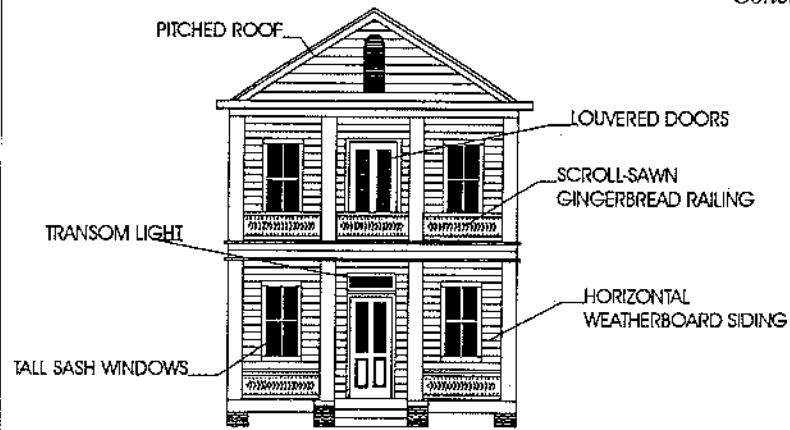 PITCHED ROOF
LOUVERED DOORS
SCROLL-SAWN
GINGERBREAD RAILING
TRANSOM LIGHT
HORIZONTAL
WEATHERBOARD SIDING
TALL SASH WINDOWS